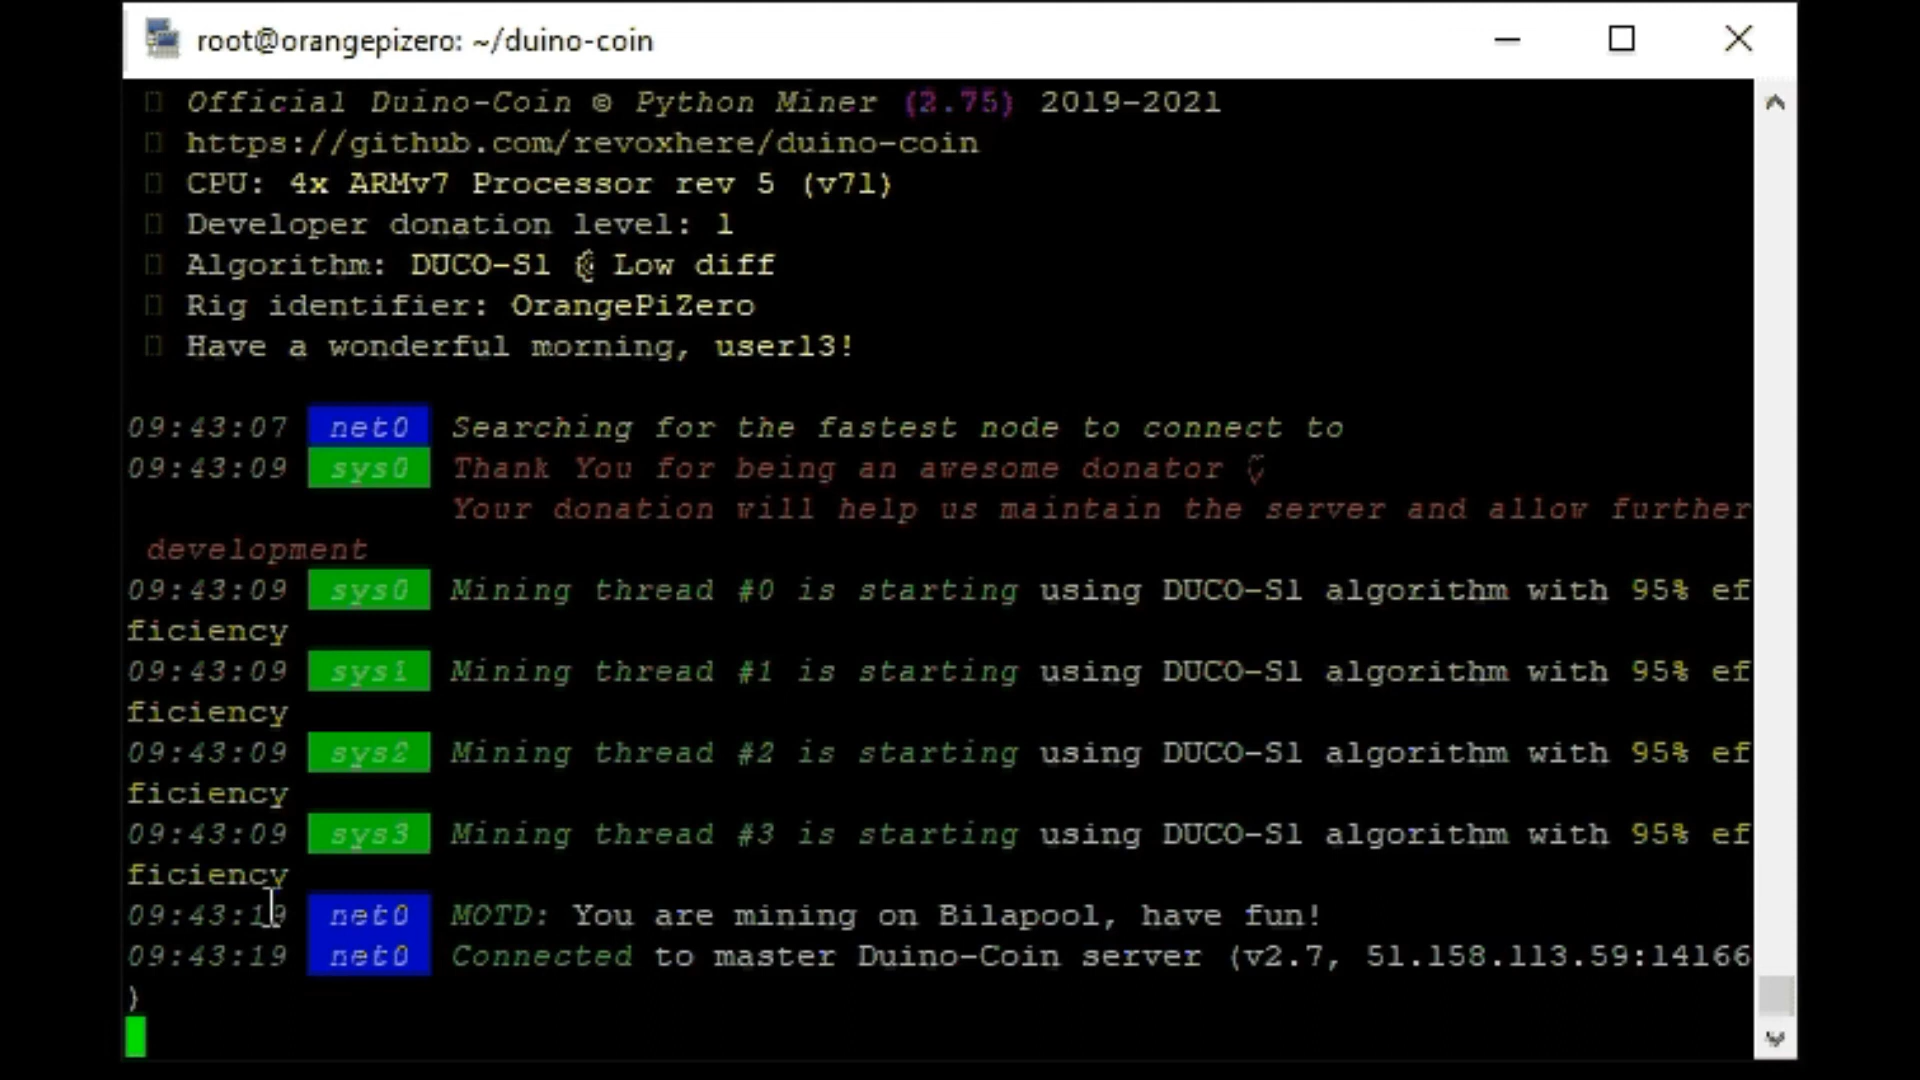 root@orangepizero: ~/duino-coin
Official Duino-Coin © Python Miner (2.75) 2019-2021
https://github.com/revoxhere/duino-coin
CPU: 4x ARMv7 Processor rev 5 (v7l)
Developer donation level: 1
Algorithm: DUCO-S1 @ Low diff
Rig identifier: OrangePiZero
Have a wonderful morning, user13!
09:43:07 net0 Searching for the fastest node to connect to
09:43:09 sys0 Thank You for being an awesome donator ♡
Your donation will help us maintain the server and allow further
development
09:43:09 sys0 Mining thread #0 is starting using DUCO-S1 algorithm with 95% ef
ficiency
09:43:09 sys1 Mining thread #1 is starting using DUCO-S1 algorithm with 95% ef
ficiency
09:43:09 sys2 Mining thread #2 is starting using DUCO-S1 algorithm with 95% ef
ficiency
09:43:09 sys3 Mining thread #3 is starting using DUCO-S1 algorithm with 95% ef
ficiency
09:43:19 net0 MOTD: You are mining on Bilapool, have fun!
09:43:19 net0 Connected to master Duino-Coin server (v2.7, 51.158.113.59:14166
)